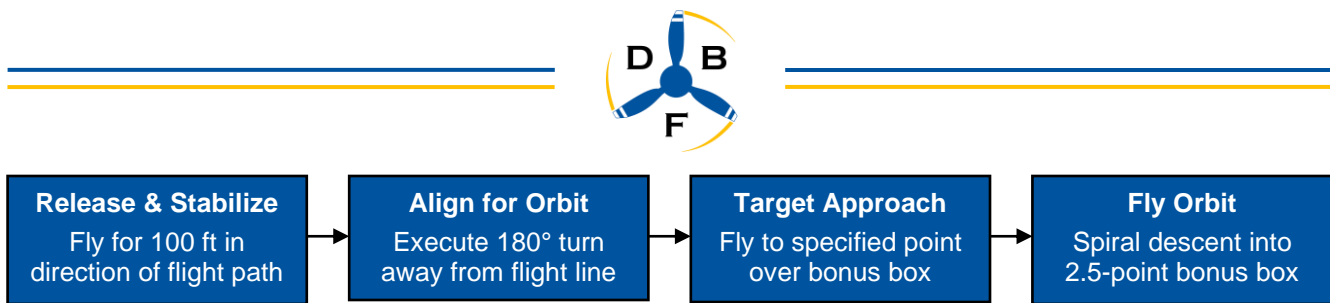 D B
F
Release & Stabilize
Fly for 100 ft in
direction of flight path
Align for Orbit
Execute 180° turn
away from flight line
Target Approach
Fly to specified point
over bonus box
Fly Orbit
Spiral descent into
2.5-point bonus box